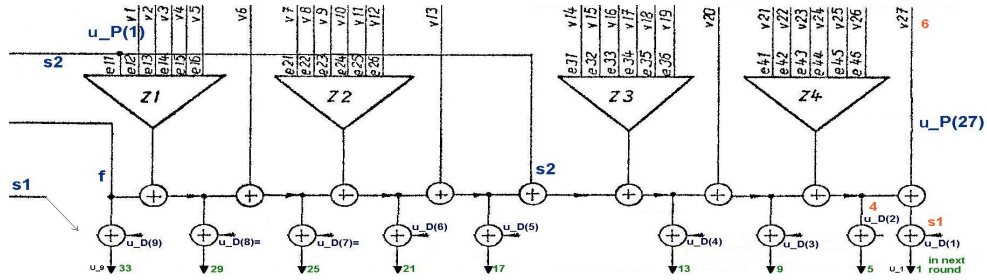 v1 v2 v3 v4 v5 v6 v7 v8 v9 v10 v11 v12 v13 v14 v15 v16 v17 v18 v19 v20 v21 v22 v23 v24 v25 v26 v27 6
u_P(1)
s2
e11 e12 e13 e14 e15 e16 e21 e22 e23 e24 e25 e26 e31 e32 e33 e34 e35 e36 e41 e42 e43 e44 e45 e46
Z1 Z2 Z3 Z4
u_P(27)
s1 f s2
4 s1
u_D(9) u_D(8)= u_D(7)= u_D(6) u_D(5) u_D(4) u_D(3) u_D(2) u_D(1)
u_9 33 29 25 21 17 13 9 5 u_1 1 in next
round